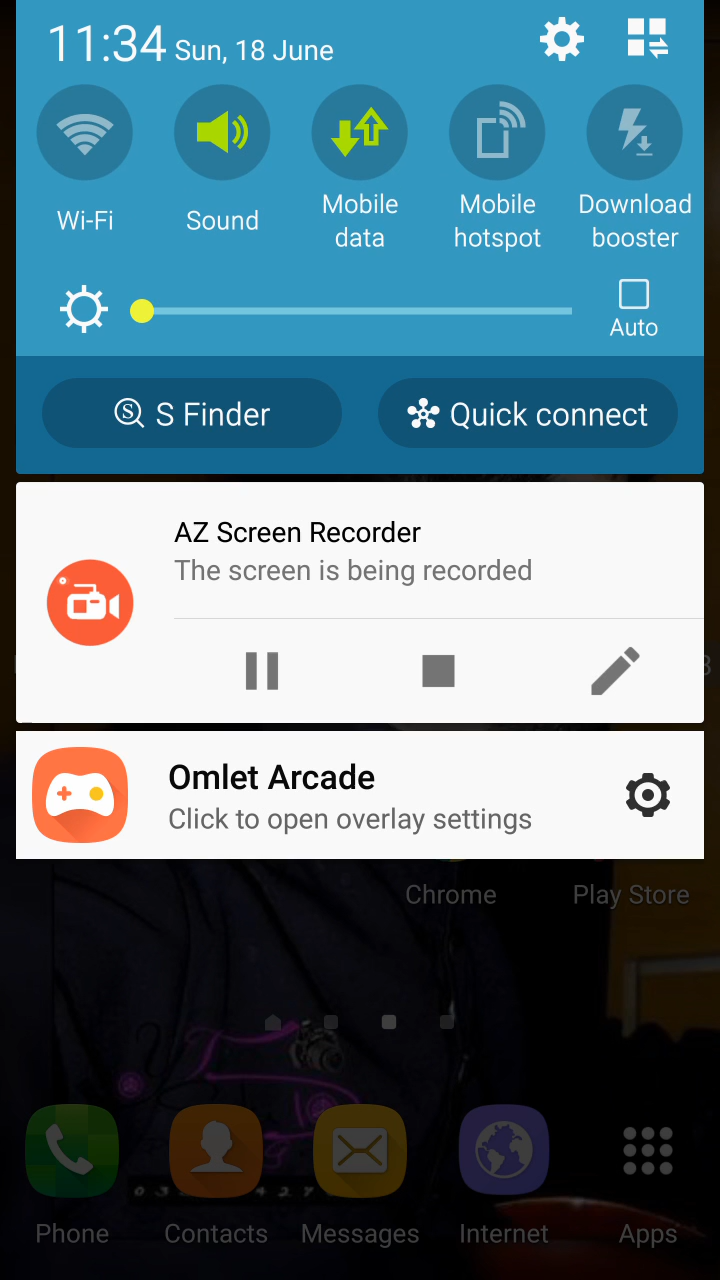 11:34 Sun, 18 June
Wi-Fi
Sound
Mobile
data
Mobile
hotspot
Download
booster
Auto
S Finder
Quick connect
AZ Screen Recorder
The screen is being recorded
Omlet Arcade
Click to open overlay settings
Chrome
Play Store
Phone
Contacts
Messages
Internet
Apps